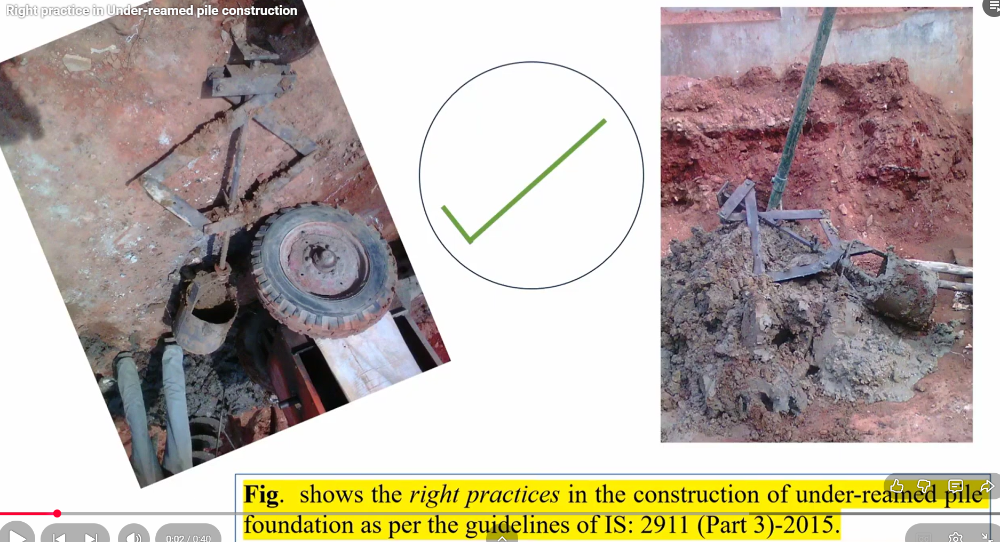 Right practice in Under-reamed pile construction
Fig. shows the right practices in the construction of under-reamed pile
foundation as per the guidelines of IS: 2911 (Part 3)-2015.
0:02 / 0:40